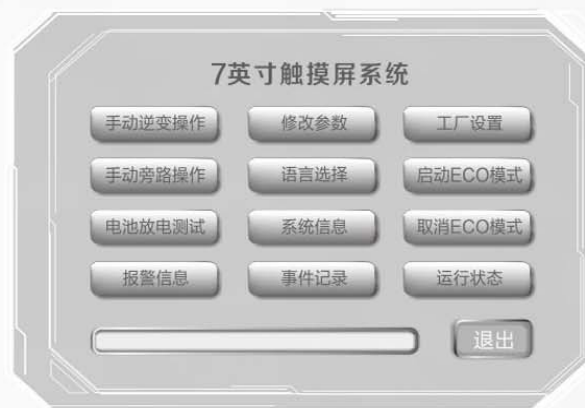 7英寸触摸屏系统
手动逆变操作 修改参数 工厂设置
手动旁路操作 语言选择 启动ECO模式
电池放电测试 系统信息 取消ECO模式
报警信息 事件记录 运行状态
退出